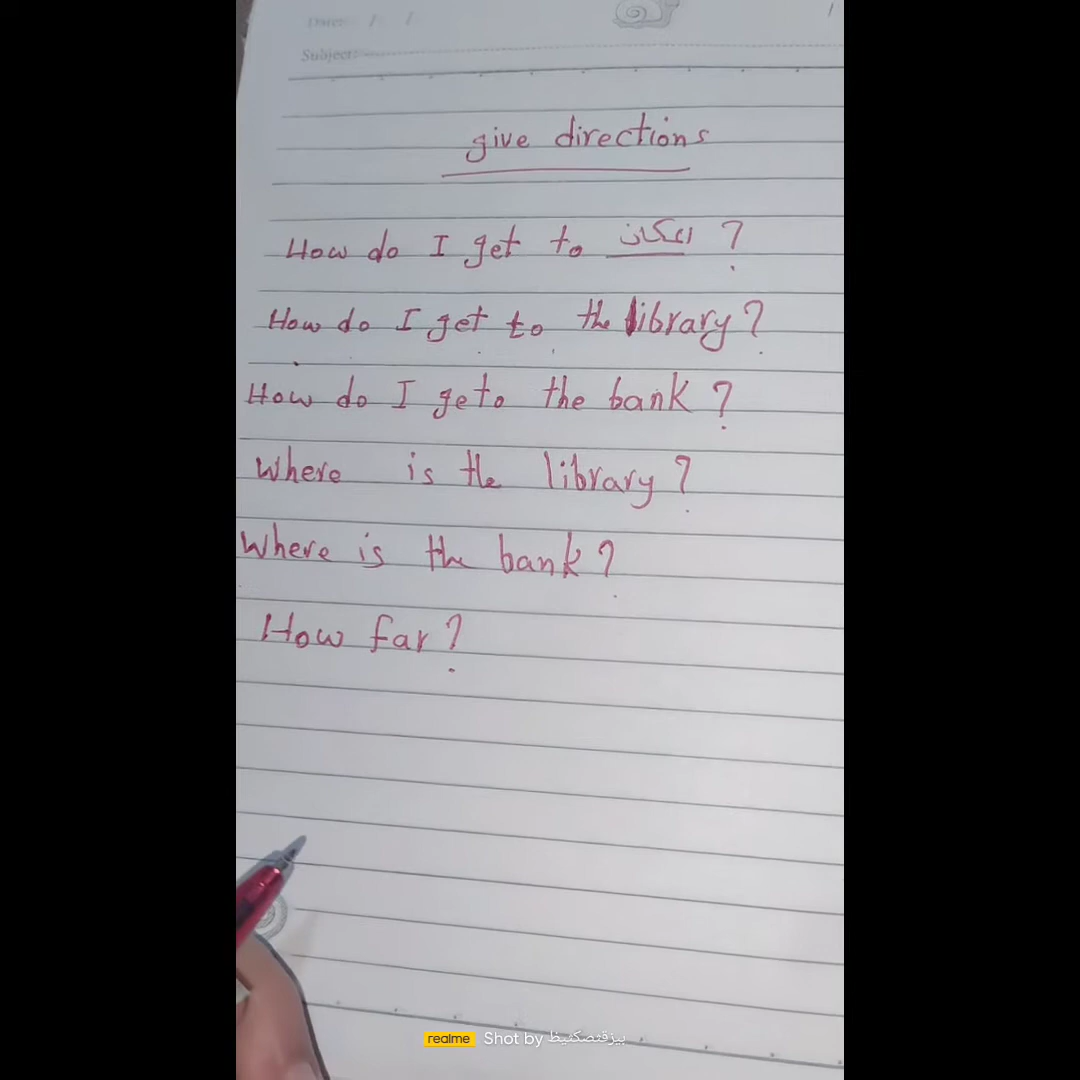 Date: / /
Subject:
give directions
How do I get to المكان ?
How do I get to the library?
How do I geto the bank ?
Where is the library?
Where is the bank?
How far?
realme Shot by بيزقثصكثيظ